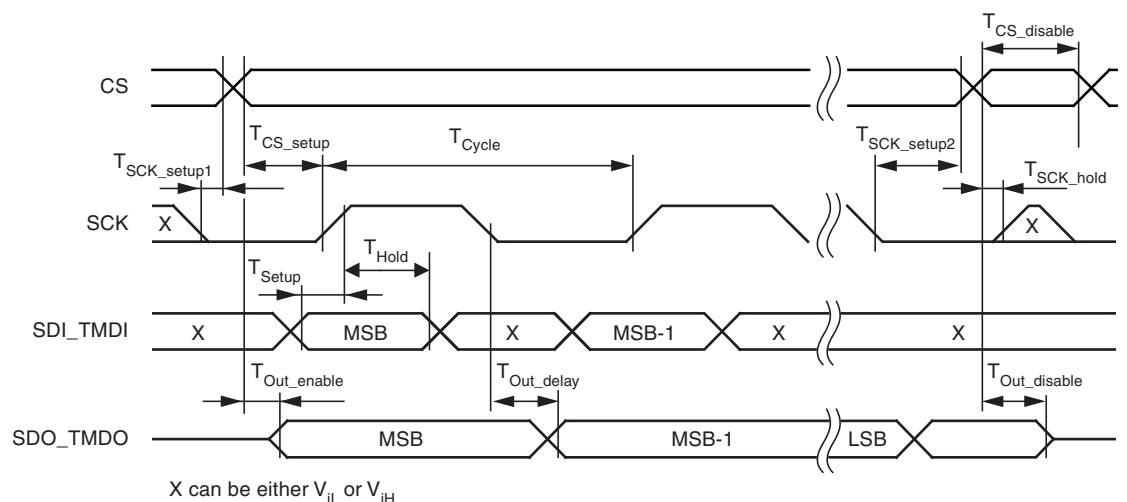 T_CS_disable
CS
T_CS_setup
T_Cycle
T_SCK_setup2
T_SCK_setup1
T_SCK_hold
SCK
X
X
T_Hold
T_Setup
SDI_TMDI
X
MSB
X
MSB-1
X
X
T_Out_enable
T_Out_delay
T_Out_disable
SDO_TMDO
MSB
MSB-1
LSB
X can be either V_iL or V_iH